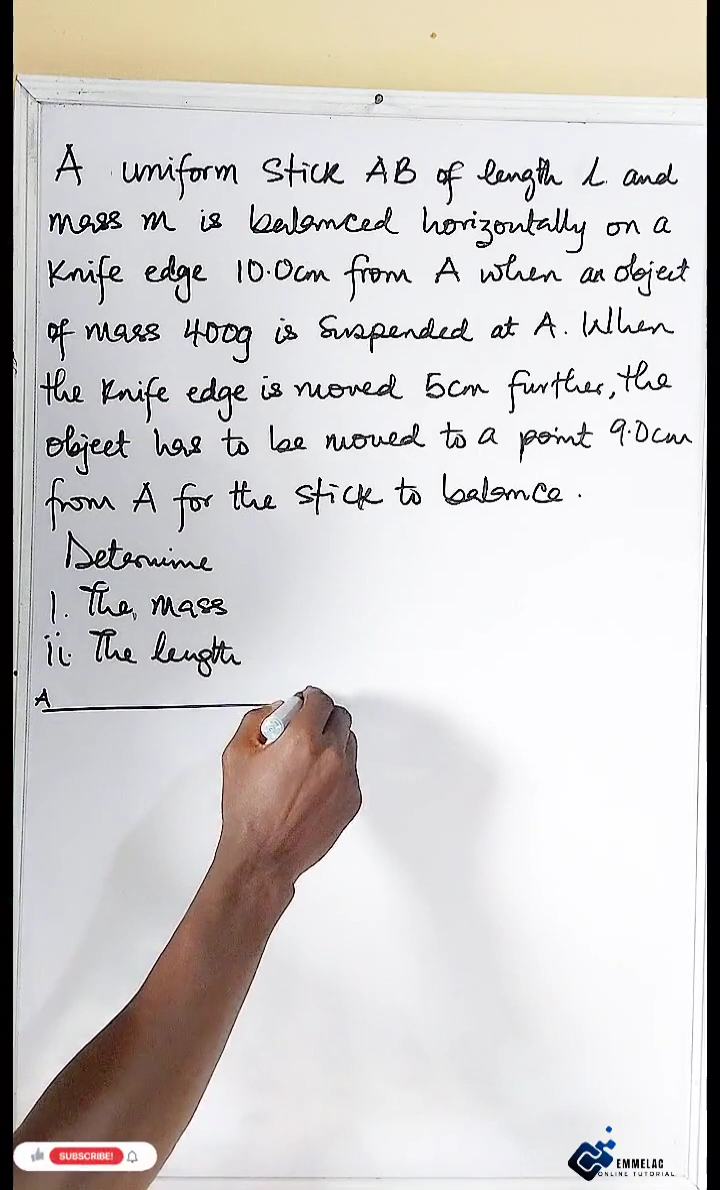 A uniform Stick AB of length L and
mass m is balanced horizontally on a
Knife edge 10.0cm from A when an object
of mass 400g is Suspended at A. When
the Knife edge is moved 5cm further, the
object has to be moved to a point 9.0cm
from A for the stick to balance.
Determine
I. The mass
ii. The length
A
SUBSCRIBE!
EMMELAC
ONLINE TUTORIAL